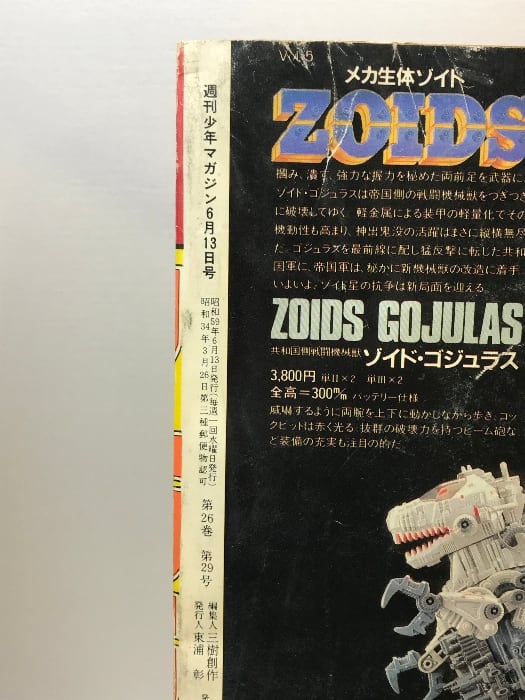 週刊少年マガジン6月13日号
昭和59年6月13日発行(毎週一回水曜日発行)
昭和34年3月26日第三種郵便物認可
第26巻 第29号
編集人 三樹創作
発行人 東浦 彰
Vol.5
メカ生体ゾイド
ZOIDS
摑み、潰す、強力な握力を秘めた両前足を武器に、
ゾイド・ゴジュラスは帝国側の戦闘機械獣をつぎつぎ
に破壊してゆく。軽金属による装甲の軽量化でその
機動性も高まり、神出鬼没の活躍はまさに縦横無尽
だ。ゴジュラスを最前線に配し猛反撃に転じた共和
国軍に、帝国軍は、秘かに新機械獣の改造に着手。
いよいよ、ゾイド星の抗争は新局面を迎える。
ZOIDS GOJULAS
共和国側戦闘機械獣 ゾイド・ゴジュラス
3,800円 単II×2 単III×2
全高=300m/m バッテリー仕様
威嚇するように両腕を上下に動かしながら歩き、コッ
クピットは赤く光る。抜群の破壊力を持つビーム砲な
ど装備の充実も注目の的だ。